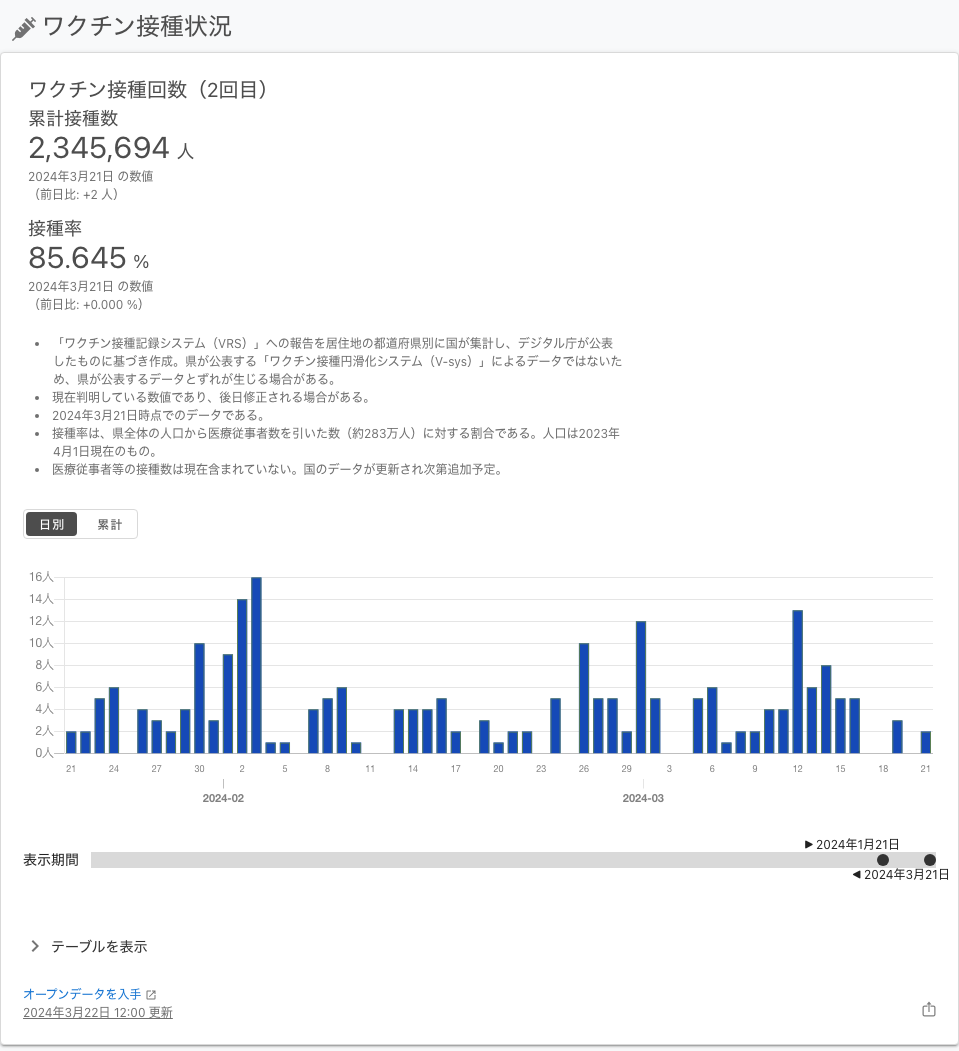 ワクチン接種状況
ワクチン接種回数（2回目）
累計接種数
2,345,694 人
2024年3月21日 の数値
（前日比: +2 人）
接種率
85.645 %
2024年3月21日 の数値
（前日比: +0.000 %）
• 「ワクチン接種記録システム（VRS）」への報告を居住地の都道府県別に国が集計し、デジタル庁が公表
したものに基づき作成。県が公表する「ワクチン接種円滑化システム（V-sys）」によるデータではないた
め、県が公表するデータとずれが生じる場合がある。
• 現在判明している数値であり、後日修正される場合がある。
• 2024年3月21日時点でのデータである。
• 接種率は、県全体の人口から医療従事者数を引いた数（約283万人）に対する割合である。人口は2023年
4月1日現在のもの。
• 医療従事者等の接種数は現在含まれていない。国のデータが更新され次第追加予定。
日別 累計
16人
14人
12人
10人
8人
6人
4人
2人
0人
21 24 27 30 2 5 8 11 14 17 20 23 26 29 3 6 9 12 15 18 21
2024-02 2024-03
2024年1月21日
表示期間
2024年3月21日
テーブルを表示
オープンデータを入手
2024年3月22日 12:00 更新